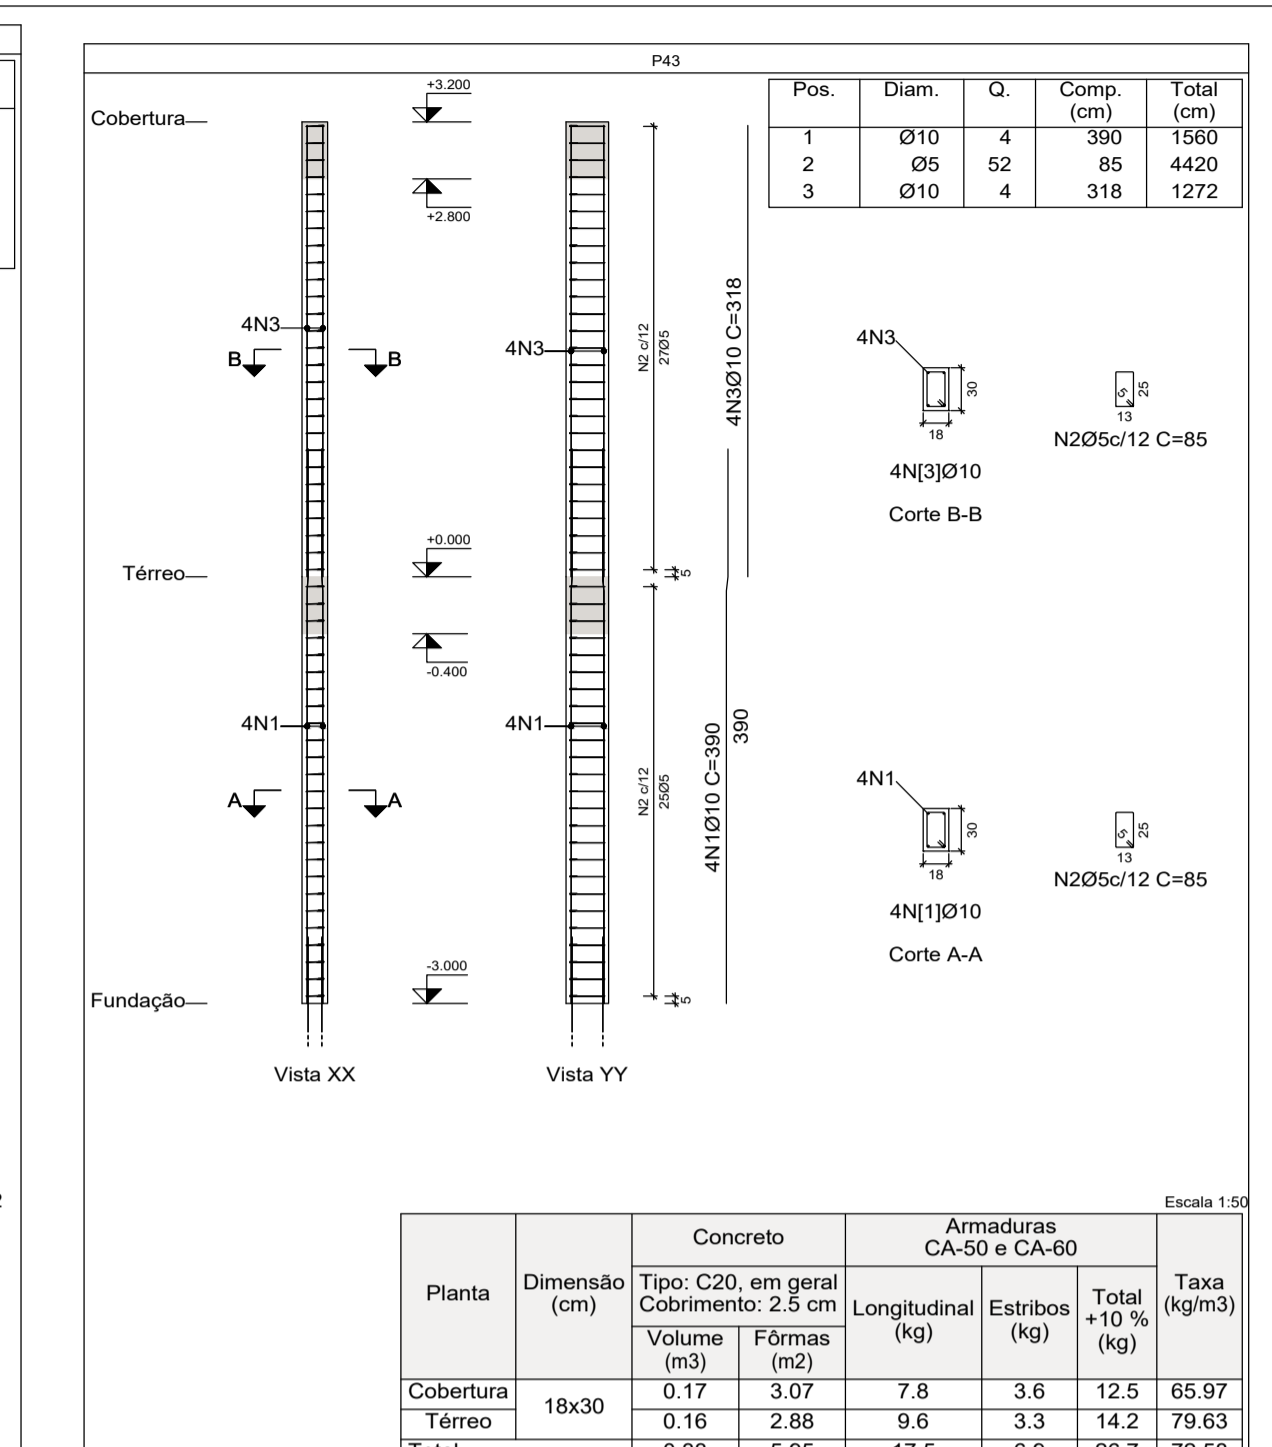 P43
Pos. Diam. Q. Comp. (cm) Total (cm)
1 Ø10 4 390 1560
2 Ø5 52 85 4420
3 Ø10 4 318 1272
Cobertura
+3.200
+2.800
4N3
B B
4N3
N2 c/12
27Ø5
4N3Ø10 C=318
4N3
30
18
4N[3]Ø10
Corte B-B
5
25
13
N2Ø5c/12 C=85
Térreo
+0.000
5
-0.400
4N1
A A
4N1
N2 c/12
25Ø5
4N1Ø10 C=390
390
4N1
30
18
4N[1]Ø10
Corte A-A
5
25
13
N2Ø5c/12 C=85
Fundação
-3.000
5
Vista XX
Vista YY
Escala 1:50
Planta
Dimensão
(cm)
Concreto
Tipo: C20, em geral
Cobrimento: 2.5 cm
Volume
(m3)
Fôrmas
(m2)
Armaduras
CA-50 e CA-60
Longitudinal
(kg)
Estribos
(kg)
Total
+10 %
(kg)
Taxa
(kg/m3)
Cobertura 18x30 0.17 3.07 7.8 3.6 12.5 65.97
Térreo 0.16 2.88 9.6 3.3 14.2 79.63